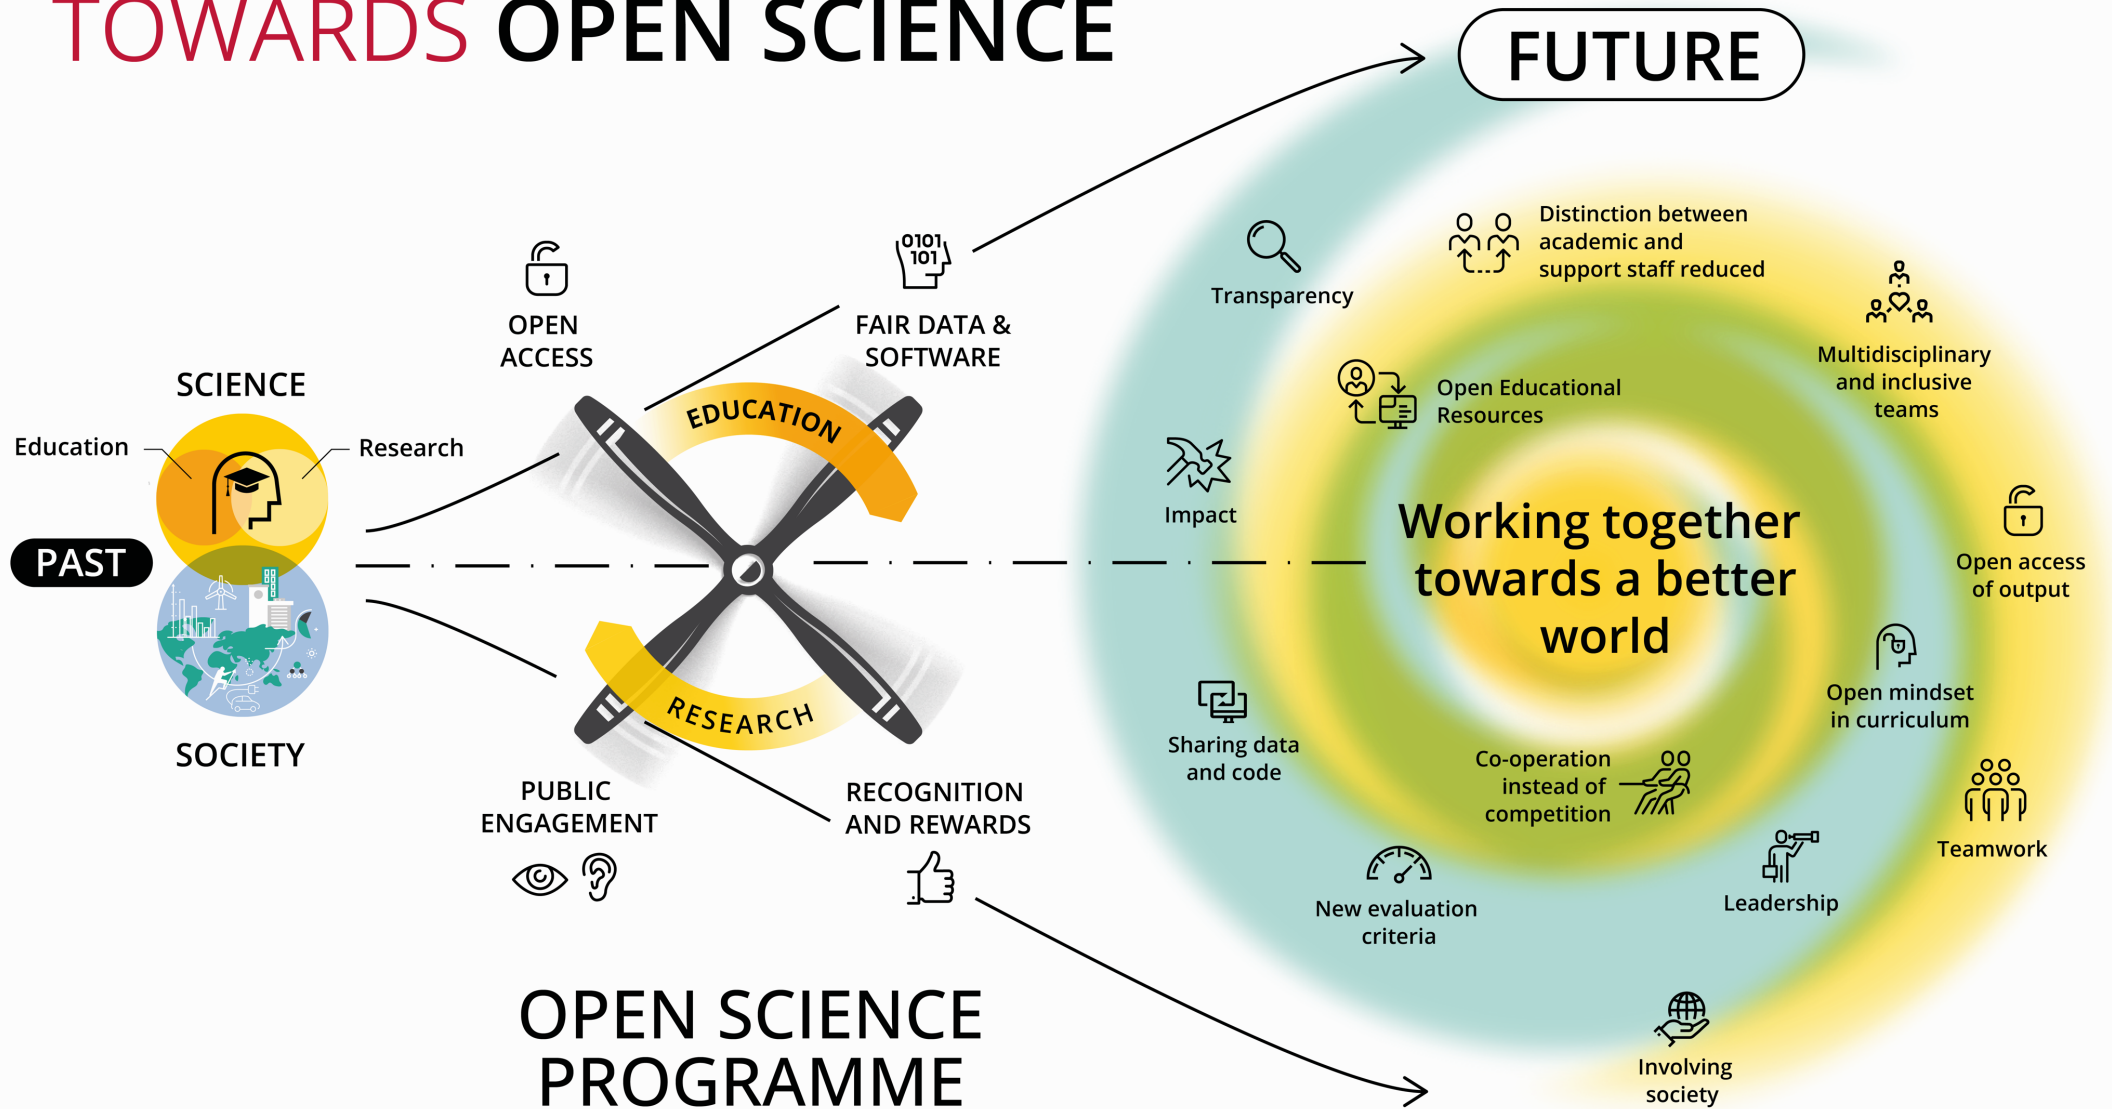 TOWARDS OPEN SCIENCE
FUTURE
0101
101
OPEN
ACCESS
FAIR DATA &
SOFTWARE
SCIENCE
Education
Research
PAST
SOCIETY
EDUCATION
RESEARCH
PUBLIC
ENGAGEMENT
RECOGNITION
AND REWARDS
OPEN SCIENCE
PROGRAMME
Transparency
Distinction between
academic and
support staff reduced
Multidisciplinary
and inclusive
teams
Open Educational
Resources
Impact
Working together
towards a better
world
Open access
of output
Open mindset
in curriculum
Sharing data
and code
Co-operation
instead of
competition
Teamwork
New evaluation
criteria
Leadership
Involving
society